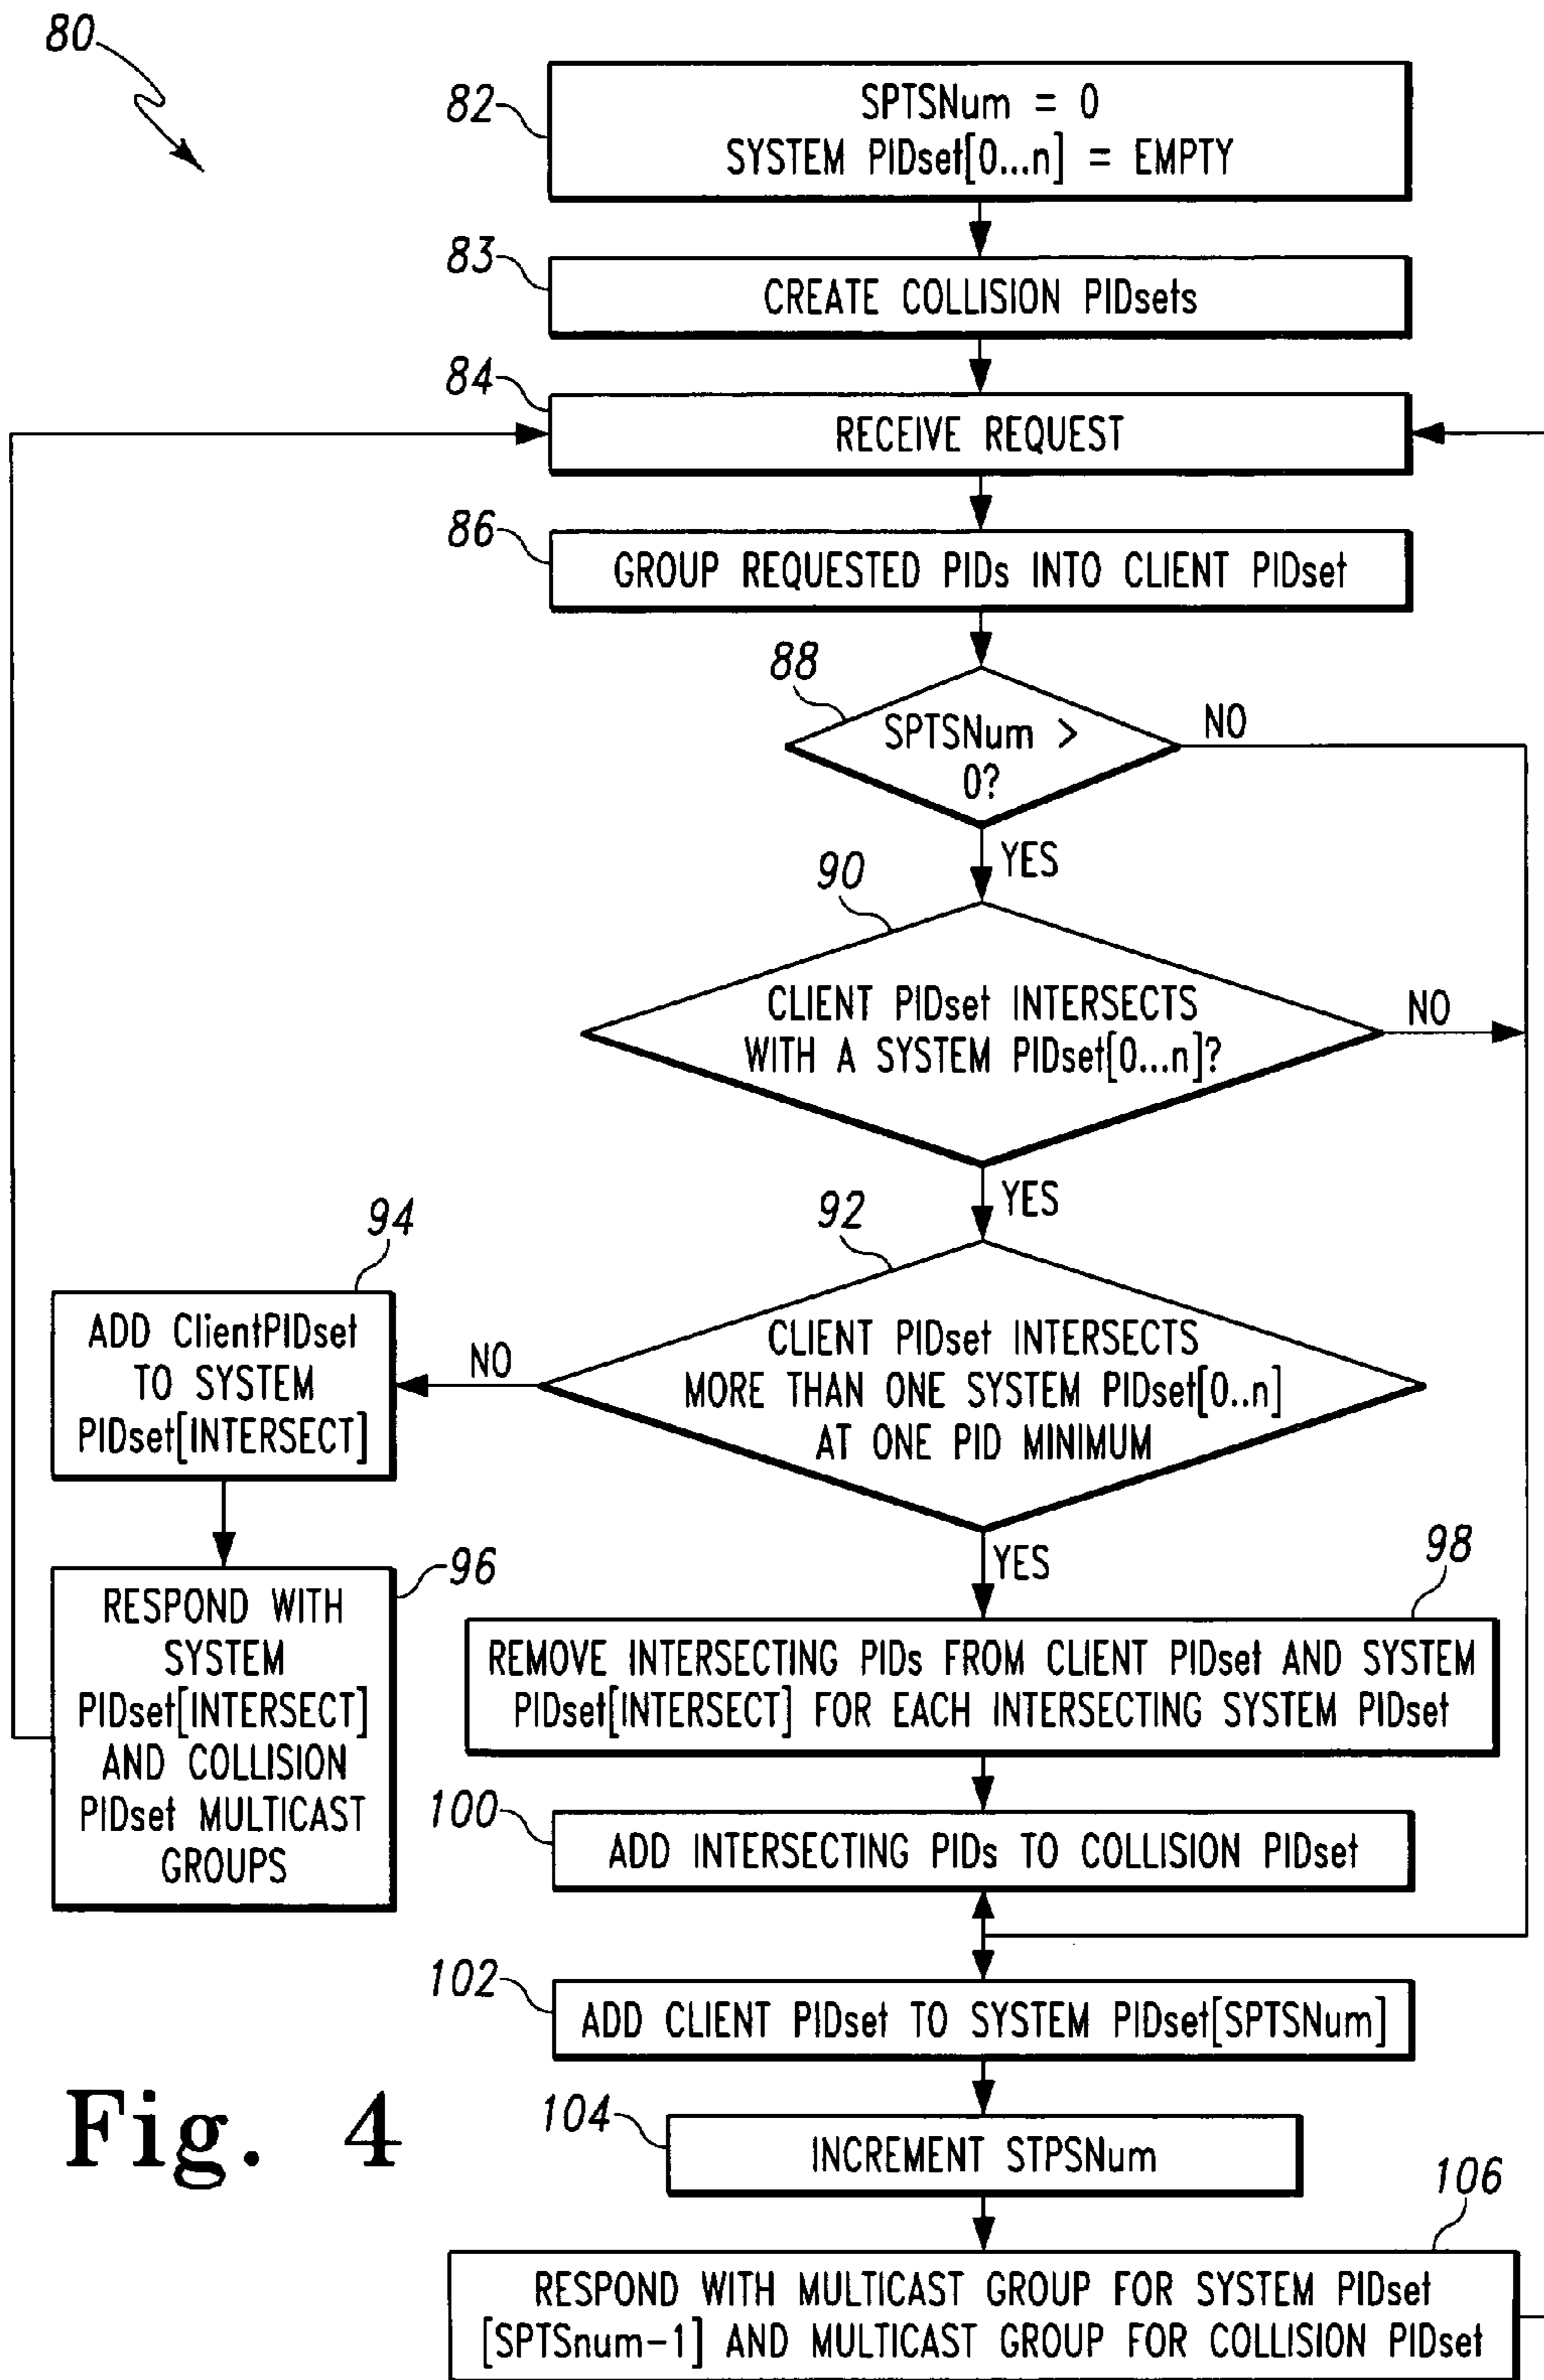 80
82
SPTSNum = 0
SYSTEM PIDset[0...n] = EMPTY
83
CREATE COLLISION PIDsets
84
RECEIVE REQUEST
86
GROUP REQUESTED PIDs INTO CLIENT PIDset
88
SPTSNum >
0?
NO
YES
90
CLIENT PIDset INTERSECTS
WITH A SYSTEM PIDset[0...n]?
NO
YES
92
CLIENT PIDset INTERSECTS
MORE THAN ONE SYSTEM PIDset[0..n]
AT ONE PID MINIMUM
NO
YES
94
ADD ClientPIDset
TO SYSTEM
PIDset[INTERSECT]
96
RESPOND WITH
SYSTEM
PIDset[INTERSECT]
AND COLLISION
PIDset MULTICAST
GROUPS
98
REMOVE INTERSECTING PIDs FROM CLIENT PIDset AND SYSTEM
PIDset[INTERSECT] FOR EACH INTERSECTING SYSTEM PIDset
100
ADD INTERSECTING PIDs TO COLLISION PIDset
102
ADD CLIENT PIDset TO SYSTEM PIDset[SPTSNum]
104
INCREMENT STPSNum
106
RESPOND WITH MULTICAST GROUP FOR SYSTEM PIDset
[SPTSnum-1] AND MULTICAST GROUP FOR COLLISION PIDset
Fig. 4